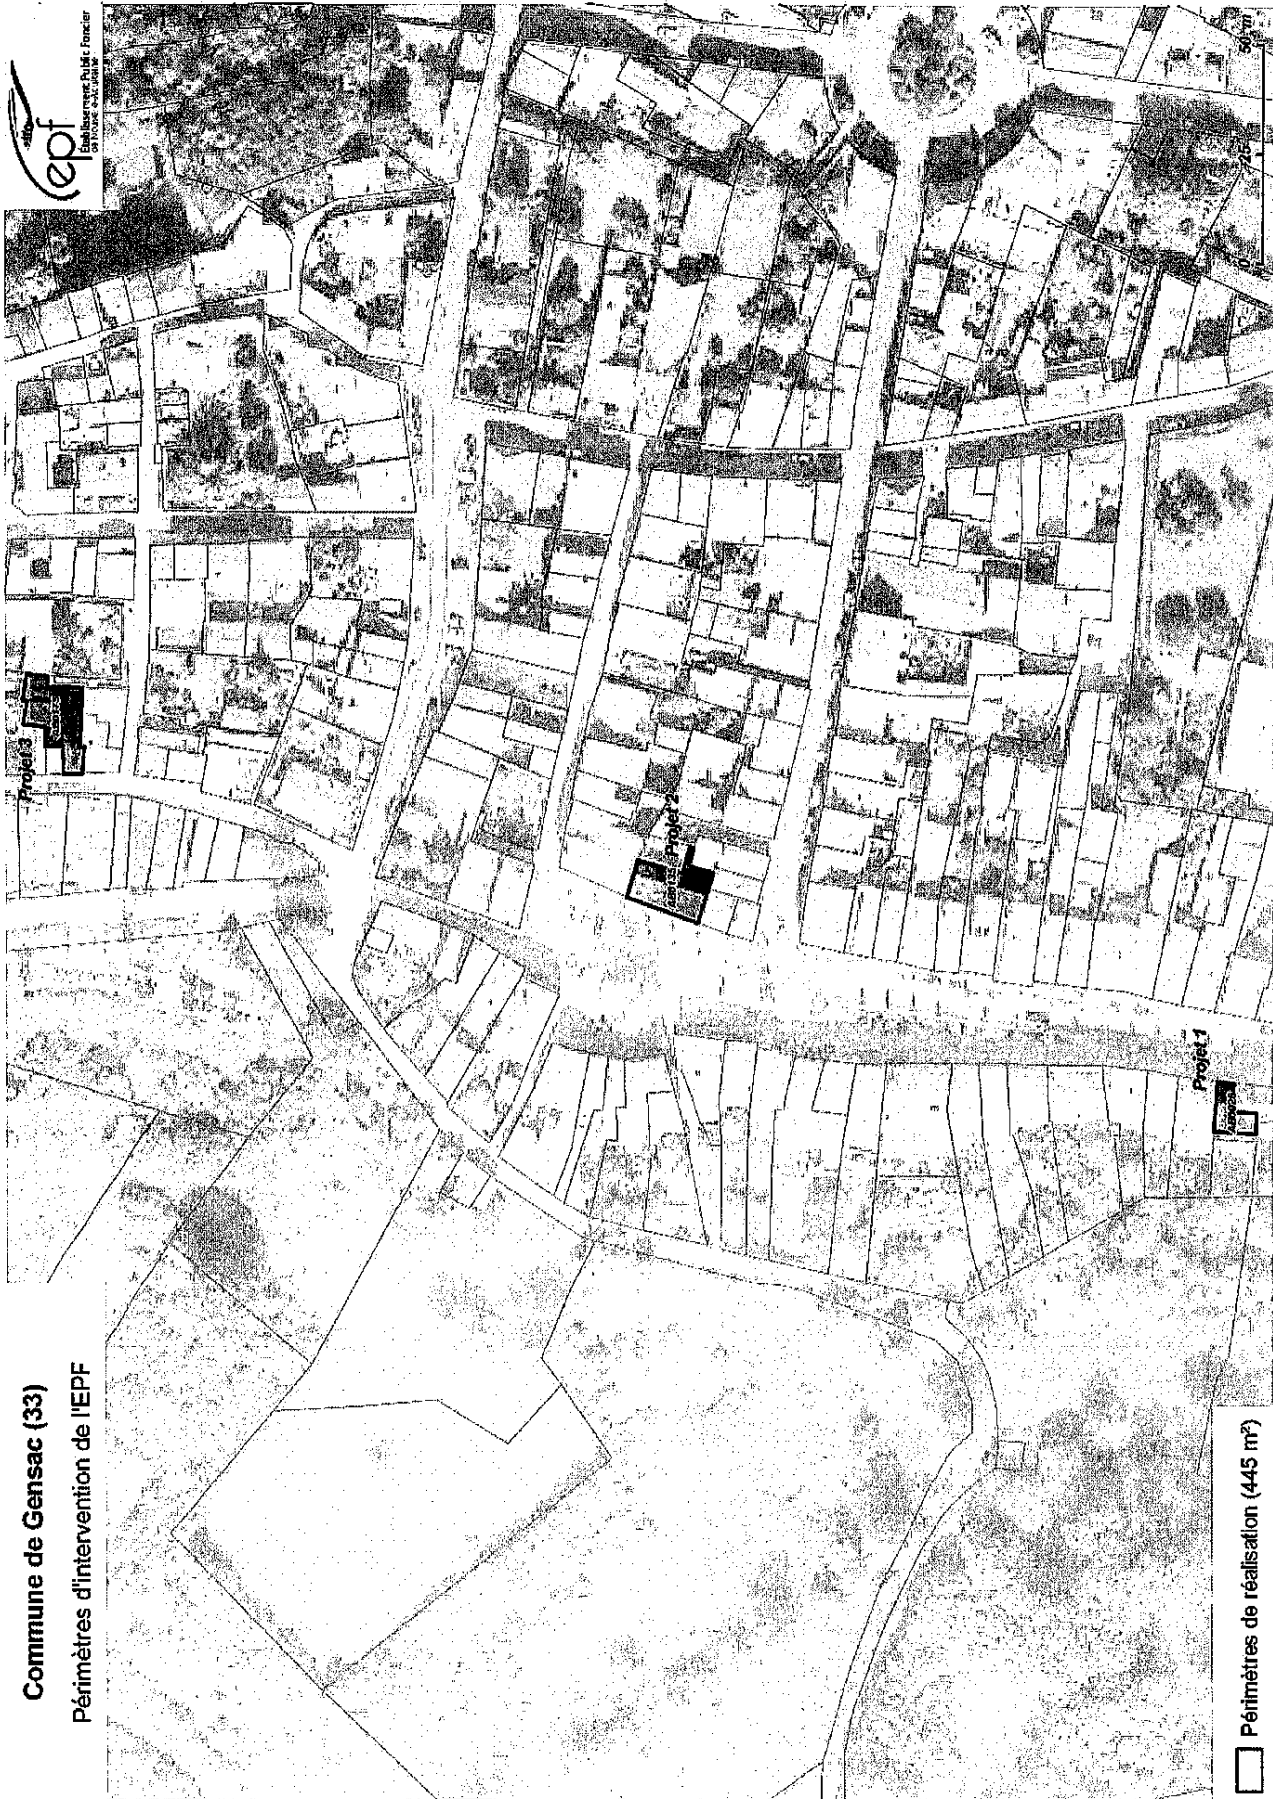 Commune de Gensac (33)
Périmètres d'intervention de l'EPF
epf
Etablissement Public Foncier
Projet 3
Projet 2
Projet 1
0
25
50 m
Périmètres de réalisation (445 m²)